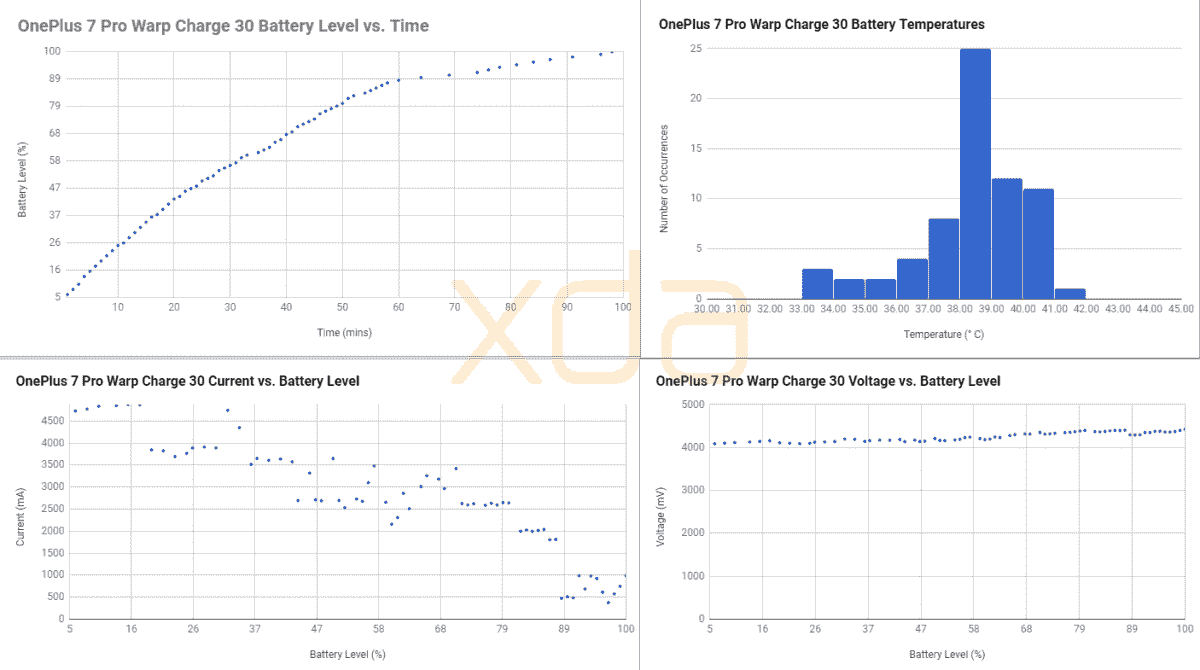 OnePlus 7 Pro Warp Charge 30 Battery Level vs. Time
Battery Level (%)
100
89
79
68
58
47
37
26
16
5
10 20 30 40 50 60 70 80 90 100
Time (mins)
OnePlus 7 Pro Warp Charge 30 Battery Temperatures
Number of Occurrences
25
20
15
10
5
0
30.00 31.00 32.00 33.00 34.00 35.00 36.00 37.00 38.00 39.00 40.00 41.00 42.00 43.00 44.00 45.00
Temperature (° C)
xda
OnePlus 7 Pro Warp Charge 30 Current vs. Battery Level
Current (mA)
4500
4000
3500
3000
2500
2000
1500
1000
500
0
5 16 26 37 47 58 68 79 89 100
Battery Level (%)
OnePlus 7 Pro Warp Charge 30 Voltage vs. Battery Level
Voltage (mV)
5000
4000
3000
2000
1000
0
5 16 26 37 47 58 68 79 89 100
Battery Level (%)